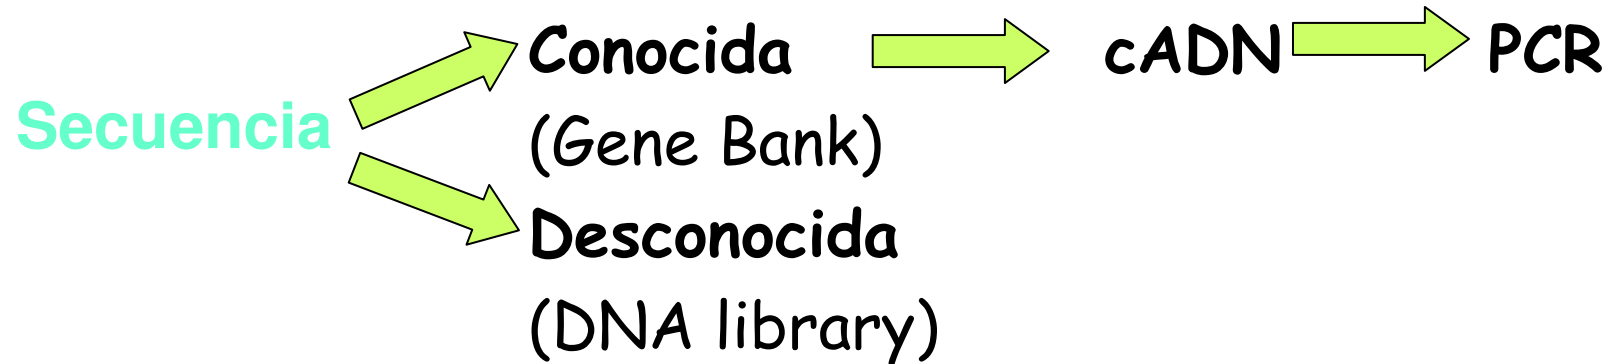 Secuencia
Conocida cADN PCR
(Gene Bank)
Desconocida
(DNA library)